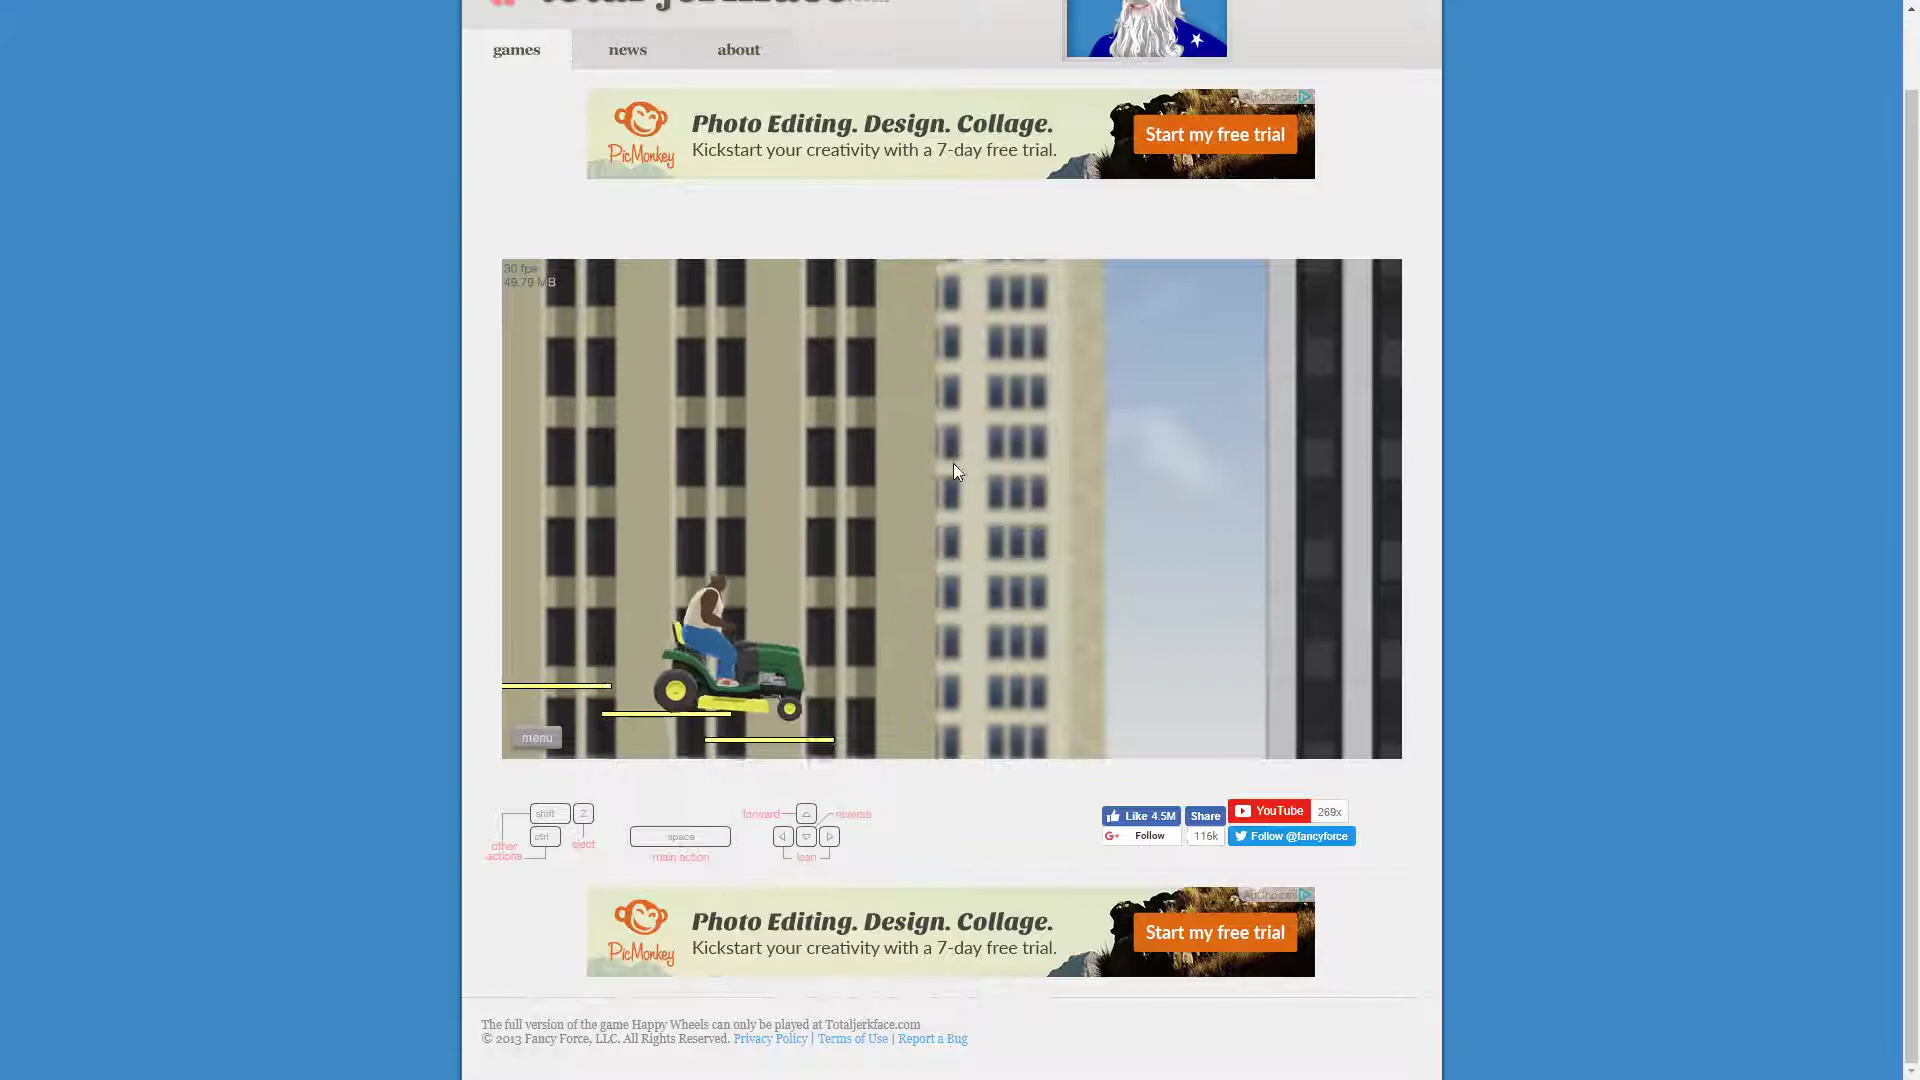 total jerkface
games
news
about
PicMonkey
Photo Editing. Design. Collage.
Kickstart your creativity with a 7-day free trial.
Start my free trial
AdChoices
30 fps
49.79 MB
menu
shift
Z
ctrl
other
actions
eject
space
main action
forward
reverse
lean
Like 4.5M
Share
YouTube
269x
G+
Follow
116k
Follow @fancyforce
PicMonkey
Photo Editing. Design. Collage.
Kickstart your creativity with a 7-day free trial.
Start my free trial
AdChoices
The full version of the game Happy Wheels can only be played at Totaljerkface.com
© 2013 Fancy Force, LLC. All Rights Reserved. Privacy Policy | Terms of Use | Report a Bug